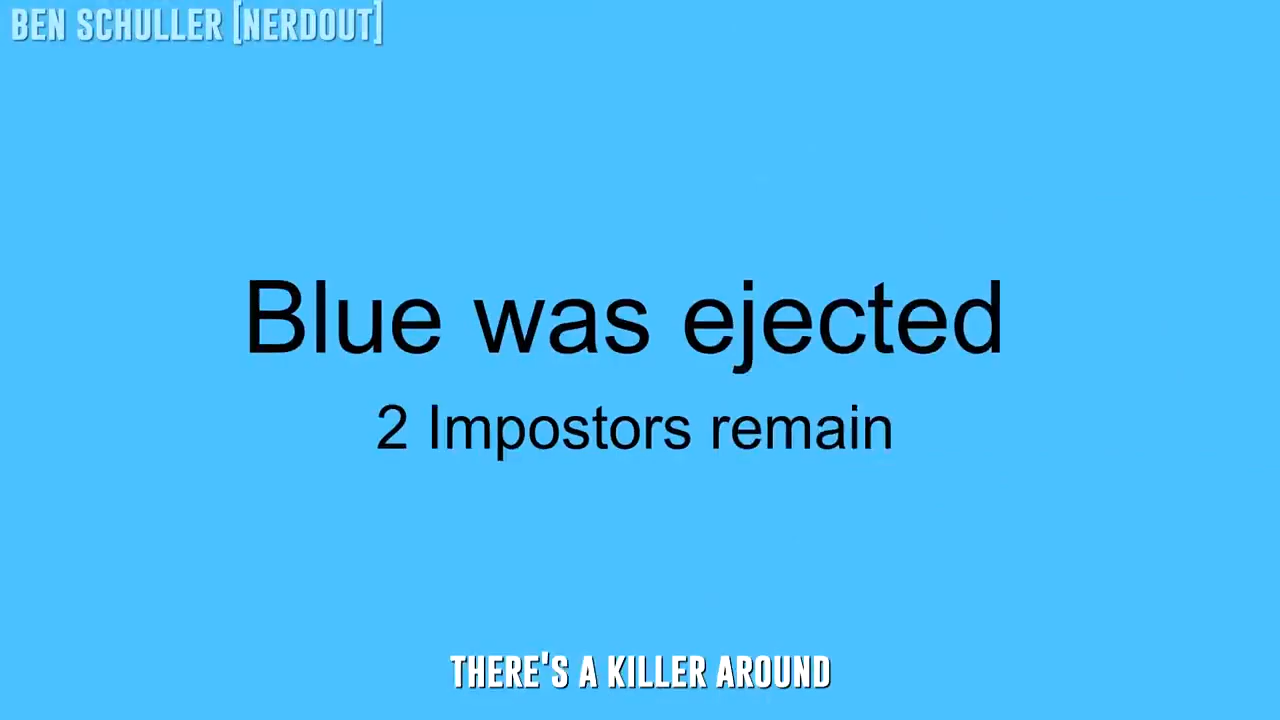 BEN SCHULLER [NERDOUT]
Blue was ejected
2 Impostors remain
THERE'S A KILLER AROUND